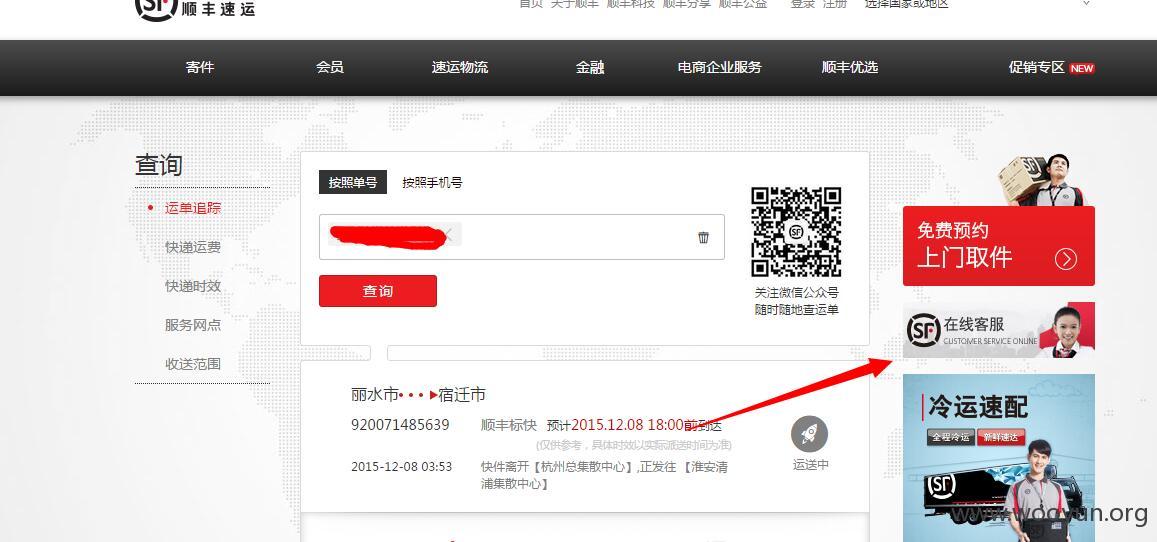 SF 顺丰速运
首页 关于顺丰 顺丰科技 顺丰分享 顺丰公益 登录 注册 选择国家或地区
寄件 会员 速运物流 金融 电商企业服务 顺丰优选 促销专区 NEW
查询
运单追踪
快递运费
快递时效
服务网点
收送范围
按照单号 按照手机号
查询
SF
关注微信公众号
随时随地查运单
丽水市 宿迁市
920071485639 顺丰标快 预计2015.12.08 18:00前到达
(仅供参考，具体时效以实际派送时间为准)
2015-12-08 03:53 快件离开【杭州总集散中心】,正发往 【淮安清
浦集散中心】
运送中
免费预约
上门取件
SF 在线客服
CUSTOMER SERVICE ONLINE
冷运速配
全程冷运 新鲜速达
SF
www.wooyun.org